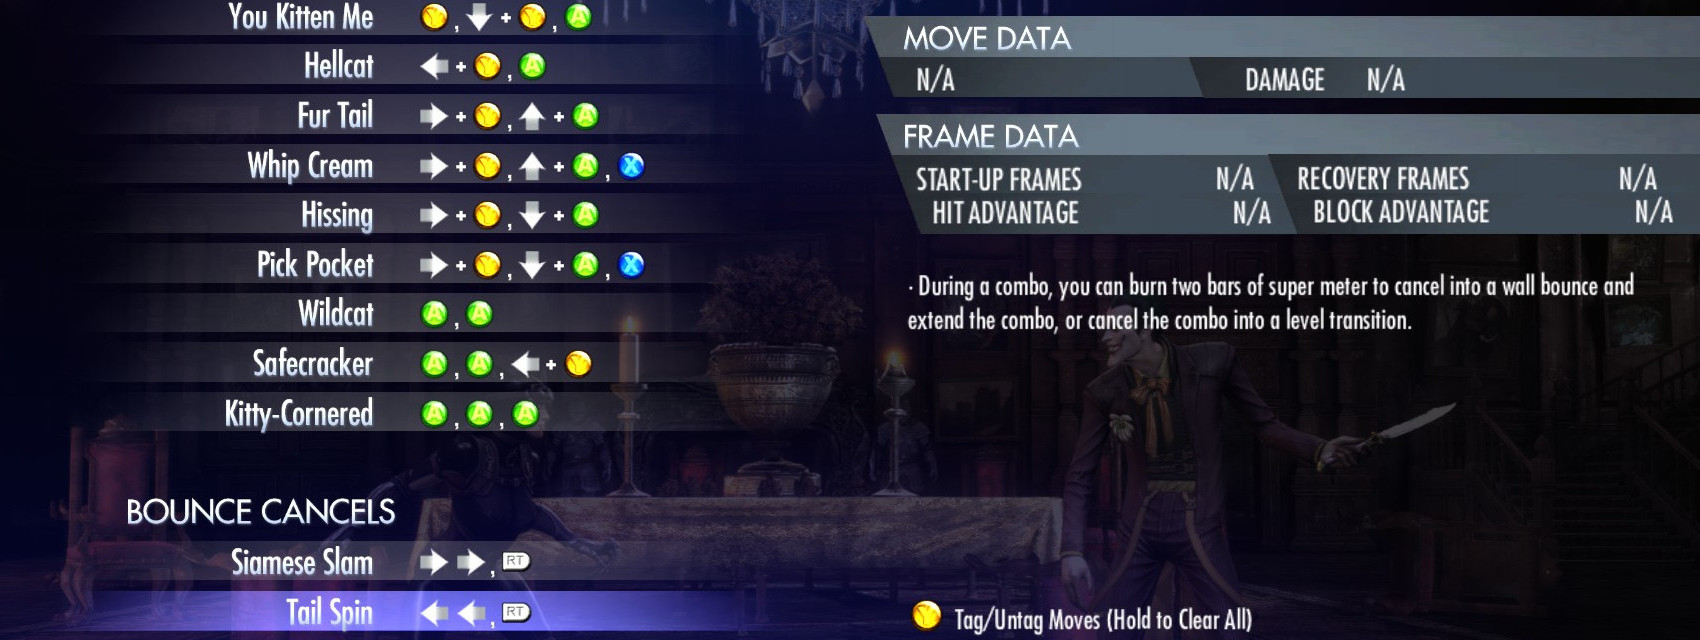 You Kitten Me Y, + Y, A
Hellcat + Y, A
Fur Tail + Y, + A
Whip Cream + Y, + A, X
Hissing + Y, + A
Pick Pocket + Y, + A, X
Wildcat A, A
Safecracker A, A, + Y
Kitty-Cornered A, A, A
BOUNCE CANCELS
Siamese Slam , RT
Tail Spin , RT
MOVE DATA
N/A DAMAGE N/A
FRAME DATA
START-UP FRAMES N/A RECOVERY FRAMES N/A
HIT ADVANTAGE N/A BLOCK ADVANTAGE N/A
· During a combo, you can burn two bars of super meter to cancel into a wall bounce and
extend the combo, or cancel the combo into a level transition.
Y Tag/Untag Moves (Hold to Clear All)